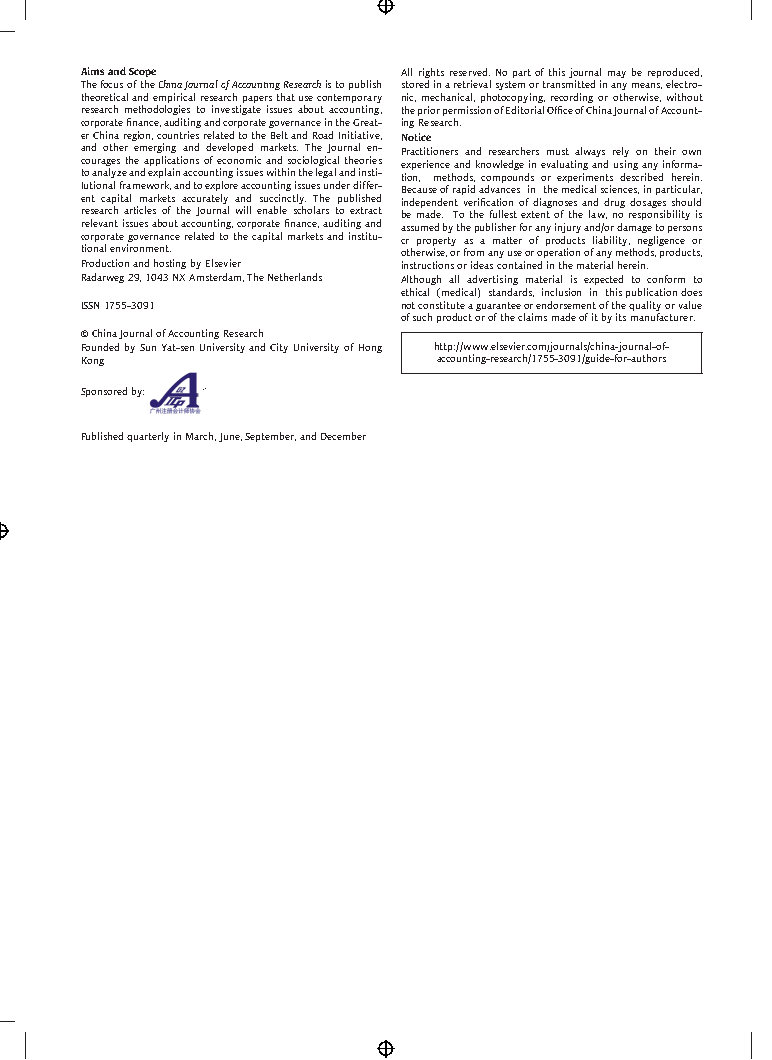 Aims and Scope
The focus of the China Journal of Accounting Research is to publish
theoretical and empirical research papers that use contemporary
research methodologies to investigate issues about accounting,
corporate finance, auditing and corporate governance in the Great-
er China region, countries related to the Belt and Road Initiative,
and other emerging and developed markets. The Journal en-
courages the applications of economic and sociological theories
to analyze and explain accounting issues within the legal and insti-
tutional framework, and to explore accounting issues under differ-
ent capital markets accurately and succinctly. The published
research articles of the Journal will enable scholars to extract
relevant issues about accounting, corporate finance, auditing and
corporate governance related to the capital markets and institu-
tional environment.
Production and hosting by Elsevier
Radarweg 29, 1043 NX Amsterdam, The Netherlands
ISSN 1755-3091
© China Journal of Accounting Research
Founded by Sun Yat-sen University and City University of Hong
Kong
Sponsored by:
广州注册会计师协会
Published quarterly in March, June, September, and December
All rights reserved. No part of this journal may be reproduced,
stored in a retrieval system or transmitted in any means, electro-
nic, mechanical, photocopying, recording or otherwise, without
the prior permission of Editorial Office of China Journal of Account-
ing Research.
Notice
Practitioners and researchers must always rely on their own
experience and knowledge in evaluating and using any informa-
tion, methods, compounds or experiments described herein.
Because of rapid advances in the medical sciences, in particular,
independent verification of diagnoses and drug dosages should
be made. To the fullest extent of the law, no responsibility is
assumed by the publisher for any injury and/or damage to persons
or property as a matter of products liability, negligence or
otherwise, or from any use or operation of any methods, products,
instructions or ideas contained in the material herein.
Although all advertising material is expected to conform to
ethical (medical) standards, inclusion in this publication does
not constitute a guarantee or endorsement of the quality or value
of such product or of the claims made of it by its manufacturer.
http://www.elsevier.com/journals/china-journal-of-
accounting-research/1755-3091/guide-for-authors